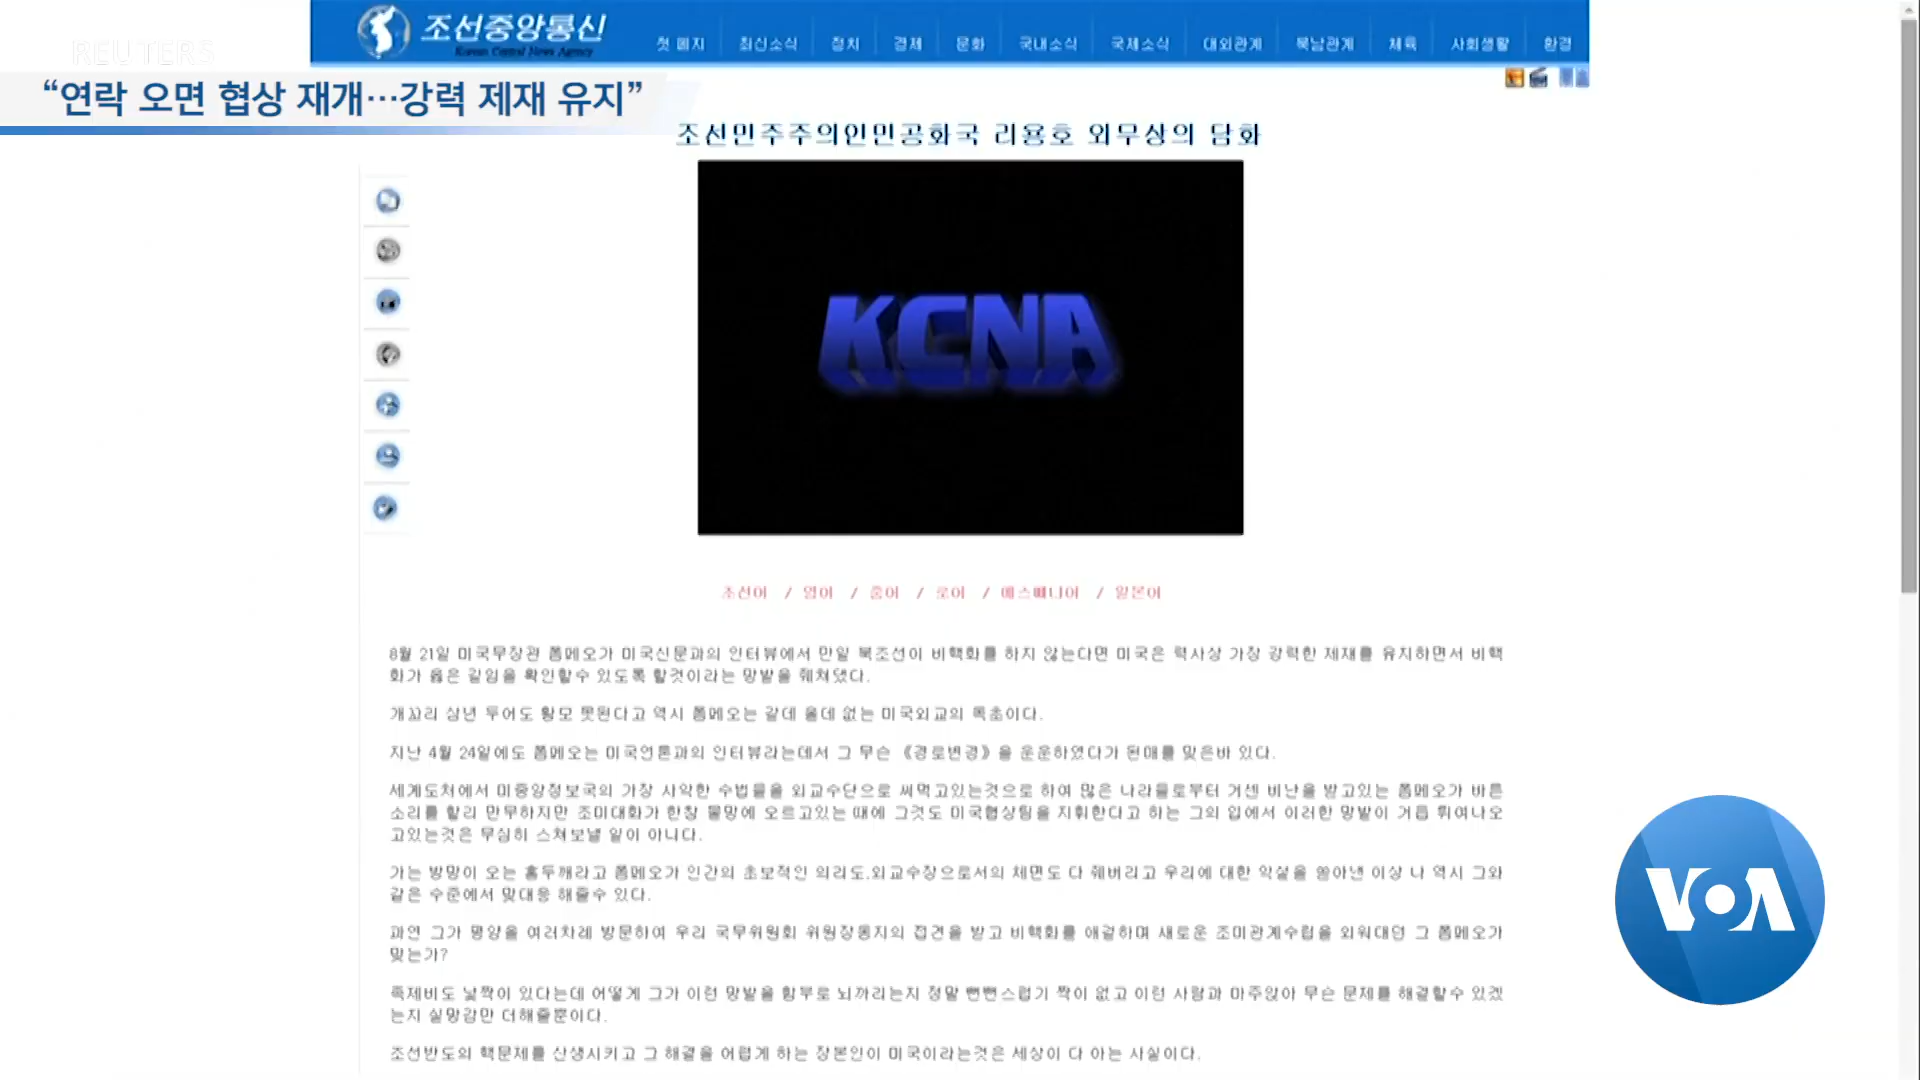 조선중앙통신
Korean Central News Agency
첫 페지 최신소식 정치 경제 문화 국내소식 국제소식 대외관계 북남관계 체육 사회생활 환경
REUTERS
“연락 오면 협상 재개…강력 제재 유지”
조선민주주의인민공화국 리용호 외무상의 담화
KCNA
조선어 / 영어 / 중어 / 로어 / 에스빠냐어 / 일본어
8월 21일 미국무장관 폼페오가 미국신문과의 인터뷰에서 만일 북조선이 비핵화를 하지 않는다면 미국은 력사상 가장 강력한 제재를 유지하면서 비핵
화가 옳은 길임을 확인할수 있도록 할것이라는 망발을 줴쳐댔다.
개꼬리 삼년 두어도 황모 못된다고 역시 폼페오는 갈데 올데 없는 미국외교의 독초이다.
지난 4월 24일에도 폼페오는 미국언론과의 인터뷰라는데서 그 무슨 《경로변경》을 운운하였다가 된매를 맞은바 있다.
세계도처에서 미중앙정보국의 가장 사악한 수법들을 외교수단으로 써먹고있는것으로 하여 많은 나라들로부터 거센 비난을 받고있는 폼페오가 바른
소리를 할리 만무하지만 조미대화가 한창 물망에 오르고있는 때에 그것도 미국협상팀을 지휘한다고 하는 그의 입에서 이러한 망발이 거듭 튀여나오
고있는것은 무심히 스쳐보낼 일이 아니다.
가는 방망이 오는 홍두깨라고 폼페오가 인간의 초보적인 의리도,외교수장으로서의 체면도 다 줴버리고 우리에 대한 악설을 쏟아낸 이상 나 역시 그와
같은 수준에서 맞대응 해줄수 있다.
과연 그가 평양을 여러차례 방문하여 우리 국무위원회 위원장동지의 접견을 받고 비핵화를 애걸하며 새로운 조미관계수립을 외워대던 그 폼페오가
맞는가?
족제비도 낯짝이 있다는데 어떻게 그가 이런 망발을 함부로 뇌까리는지 정말 뻔뻔스럽기 짝이 없고 이런 사람과 마주앉아 무슨 문제를 해결할수 있겠
는지 실망감만 더해줄뿐이다.
조선반도의 핵문제를 산생시키고 그 해결을 어렵게 하는 장본인이 미국이라는것은 세상이 다 아는 사실이다.
VOA